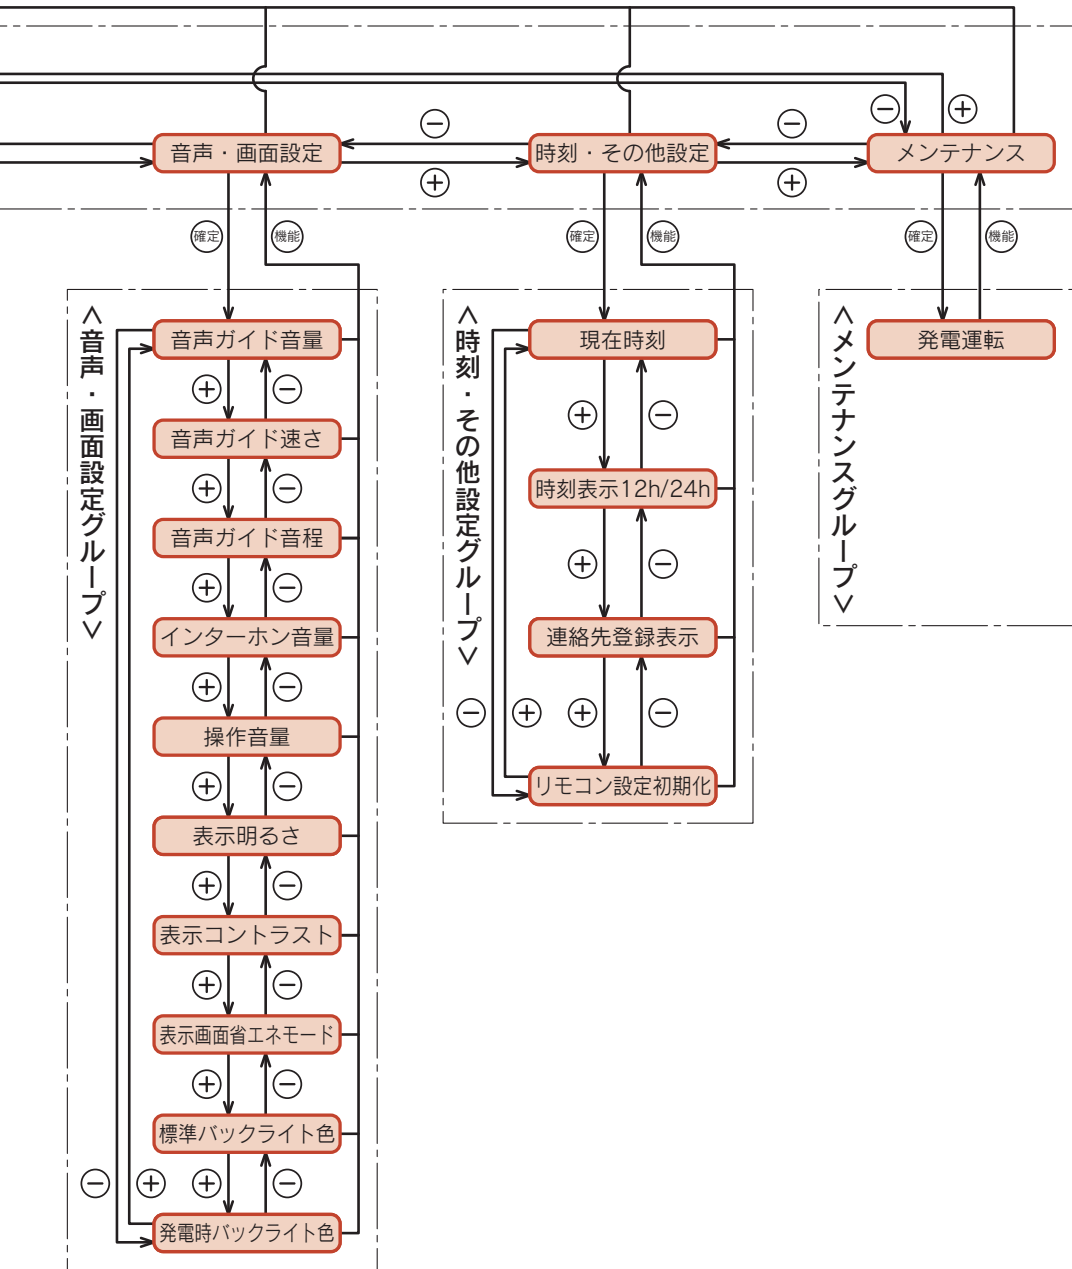 ⊖
⊖
⊖
⊕
音声・画面設定
時刻・その他設定
メンテナンス
⊕
⊕
確定
機能
確定
機能
確定
機能
<音声・画面設定グループ>
音声ガイド音量
⊕
⊖
音声ガイド速さ
⊕
⊖
音声ガイド音程
⊕
⊖
インターホン音量
⊕
⊖
操作音量
⊕
⊖
表示明るさ
⊕
⊖
表示コントラスト
⊕
⊖
表示画面省エネモード
⊕
⊖
標準バックライト色
⊖
⊕
⊕
⊖
発電時バックライト色
<時刻・その他設定グループ>
現在時刻
⊕
⊖
時刻表示12h/24h
⊕
⊖
連絡先登録表示
⊖
⊕
⊕
⊖
リモコン設定初期化
<メンテナンスグループ>
発電運転